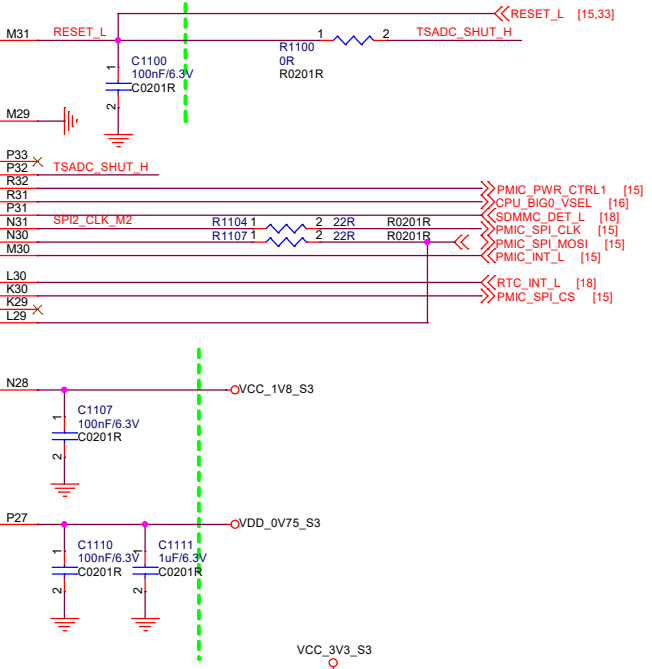 RESET_L [15,33]
M31 RESET_L 1 2 TSADC_SHUT_H
R1100
0R
R0201R
1 C1100
100nF/6.3V
2 C0201R
M29
P33
P32 TSADC_SHUT_H
R32 PMIC_PWR_CTRL1 [15]
R31 CPU_BIG0_VSEL [16]
P31 SDMMC_DET_L [18]
N31 SPI2_CLK_M2 R1104 1 2 22R R0201R PMIC_SPI_CLK [15]
N30 R1107 1 2 22R R0201R PMIC_SPI_MOSI [15]
M30 PMIC_INT_L [15]
L30 RTC_INT_L [18]
K30 PMIC_SPI_CS [15]
K29
L29
N28 VCC_1V8_S3
1 C1107
100nF/6.3V
2 C0201R
P27 VDD_0V75_S3
1 C1110 1 C1111
100nF/6.3V 1uF/6.3V
2 C0201R 2 C0201R
VCC_3V3_S3